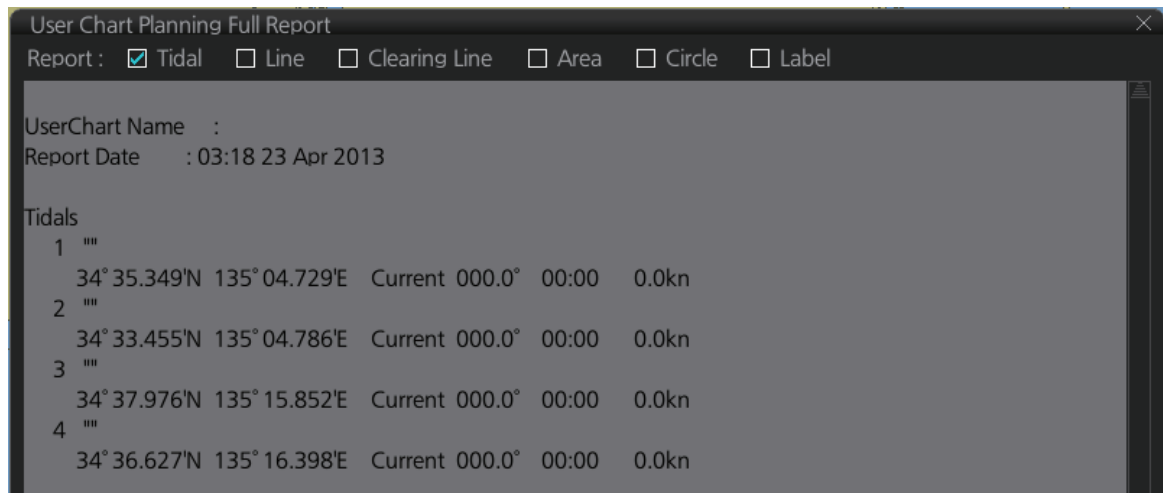 User Chart Planning Full Report
Report : Tidal Line Clearing Line Area Circle Label
UserChart Name :
Report Date : 03:18 23 Apr 2013
Tidals
1 ""
34°35.349'N 135°04.729'E Current 000.0° 00:00 0.0kn
2 ""
34°33.455'N 135°04.786'E Current 000.0° 00:00 0.0kn
3 ""
34°37.976'N 135°15.852'E Current 000.0° 00:00 0.0kn
4 ""
34°36.627'N 135°16.398'E Current 000.0° 00:00 0.0kn